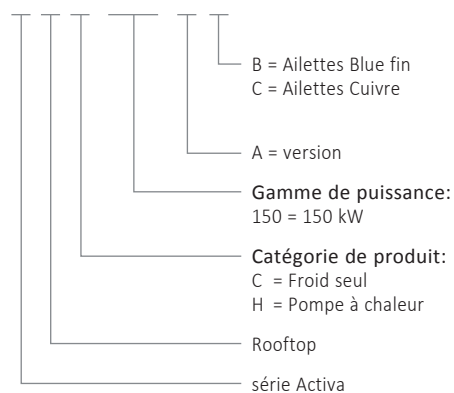 B = Ailettes Blue fin
C = Ailettes Cuivre
A = version
Gamme de puissance:
150 = 150 kW
Catégorie de produit:
C = Froid seul
H = Pompe à chaleur
Rooftop
série Activa